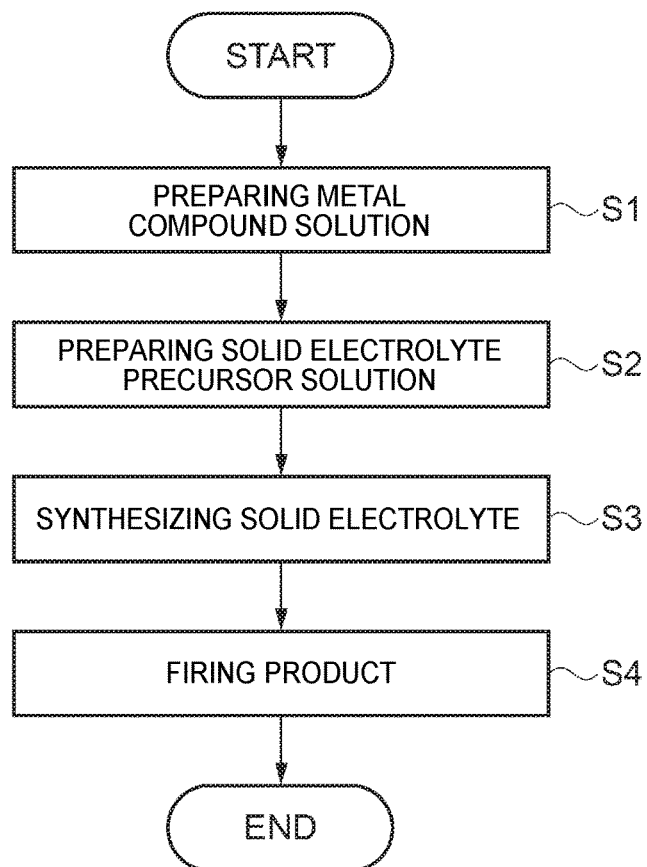 START
PREPARING METAL
COMPOUND SOLUTION
S1
PREPARING SOLID ELECTROLYTE
PRECURSOR SOLUTION
S2
SYNTHESIZING SOLID ELECTROLYTE
S3
FIRING PRODUCT
S4
END